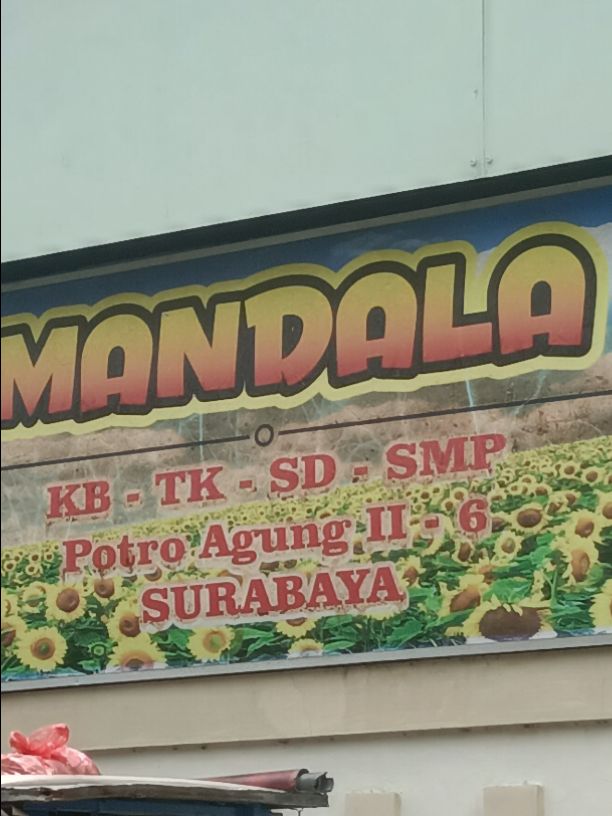 MANDALA
KB - TK - SD - SMP
Potro Agung II - 6
SURABAYA